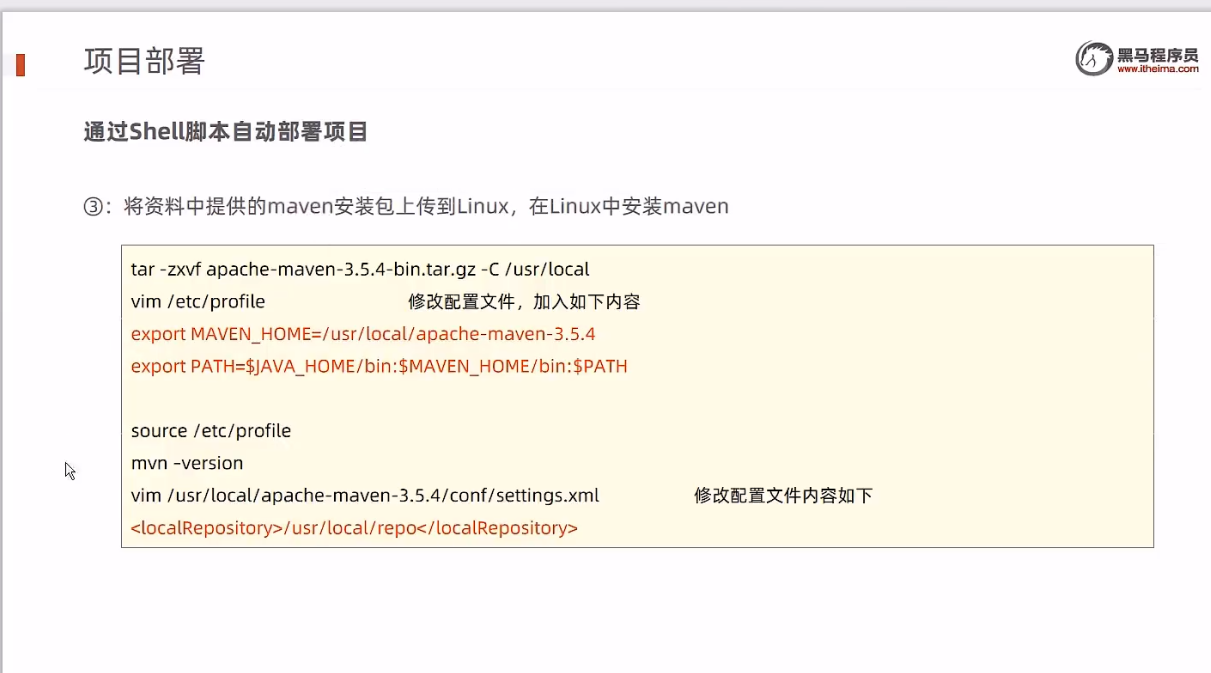 项目部署
黑马程序员
www.itheima.com
通过Shell脚本自动部署项目
③：将资料中提供的maven安装包上传到Linux，在Linux中安装maven
tar -zxvf apache-maven-3.5.4-bin.tar.gz -C /usr/local
vim /etc/profile 修改配置文件，加入如下内容
export MAVEN_HOME=/usr/local/apache-maven-3.5.4
export PATH=$JAVA_HOME/bin:$MAVEN_HOME/bin:$PATH
source /etc/profile
mvn –version
vim /usr/local/apache-maven-3.5.4/conf/settings.xml 修改配置文件内容如下
<localRepository>/usr/local/repo</localRepository>